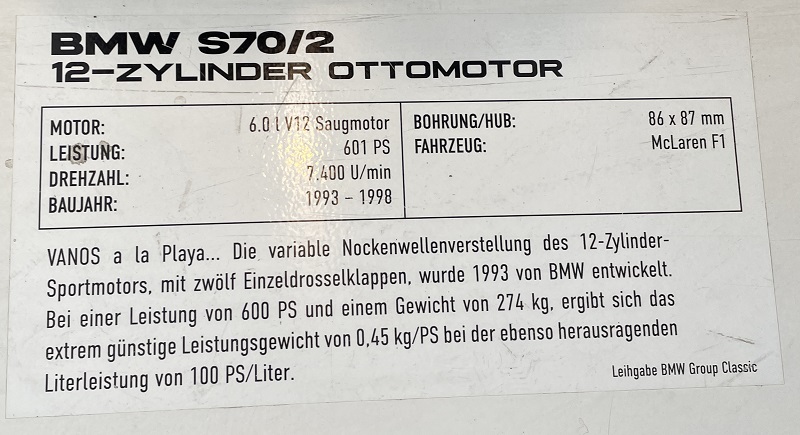 BMW S70/2
12-ZYLINDER OTTOMOTOR
MOTOR: 6.0 l V12 Saugmotor
LEISTUNG: 601 PS
DREHZAHL: 7.400 U/min
BAUJAHR: 1993 – 1998
BOHRUNG/HUB: 86 x 87 mm
FAHRZEUG: McLaren F1
VANOS a la Playa... Die variable Nockenwellenverstellung des 12-Zylinder-
Sportmotors, mit zwölf Einzeldrosselklappen, wurde 1993 von BMW entwickelt.
Bei einer Leistung von 600 PS und einem Gewicht von 274 kg, ergibt sich das
extrem günstige Leistungsgewicht von 0,45 kg/PS bei der ebenso herausragenden
Literleistung von 100 PS/Liter.
Leihgabe BMW Group Classic